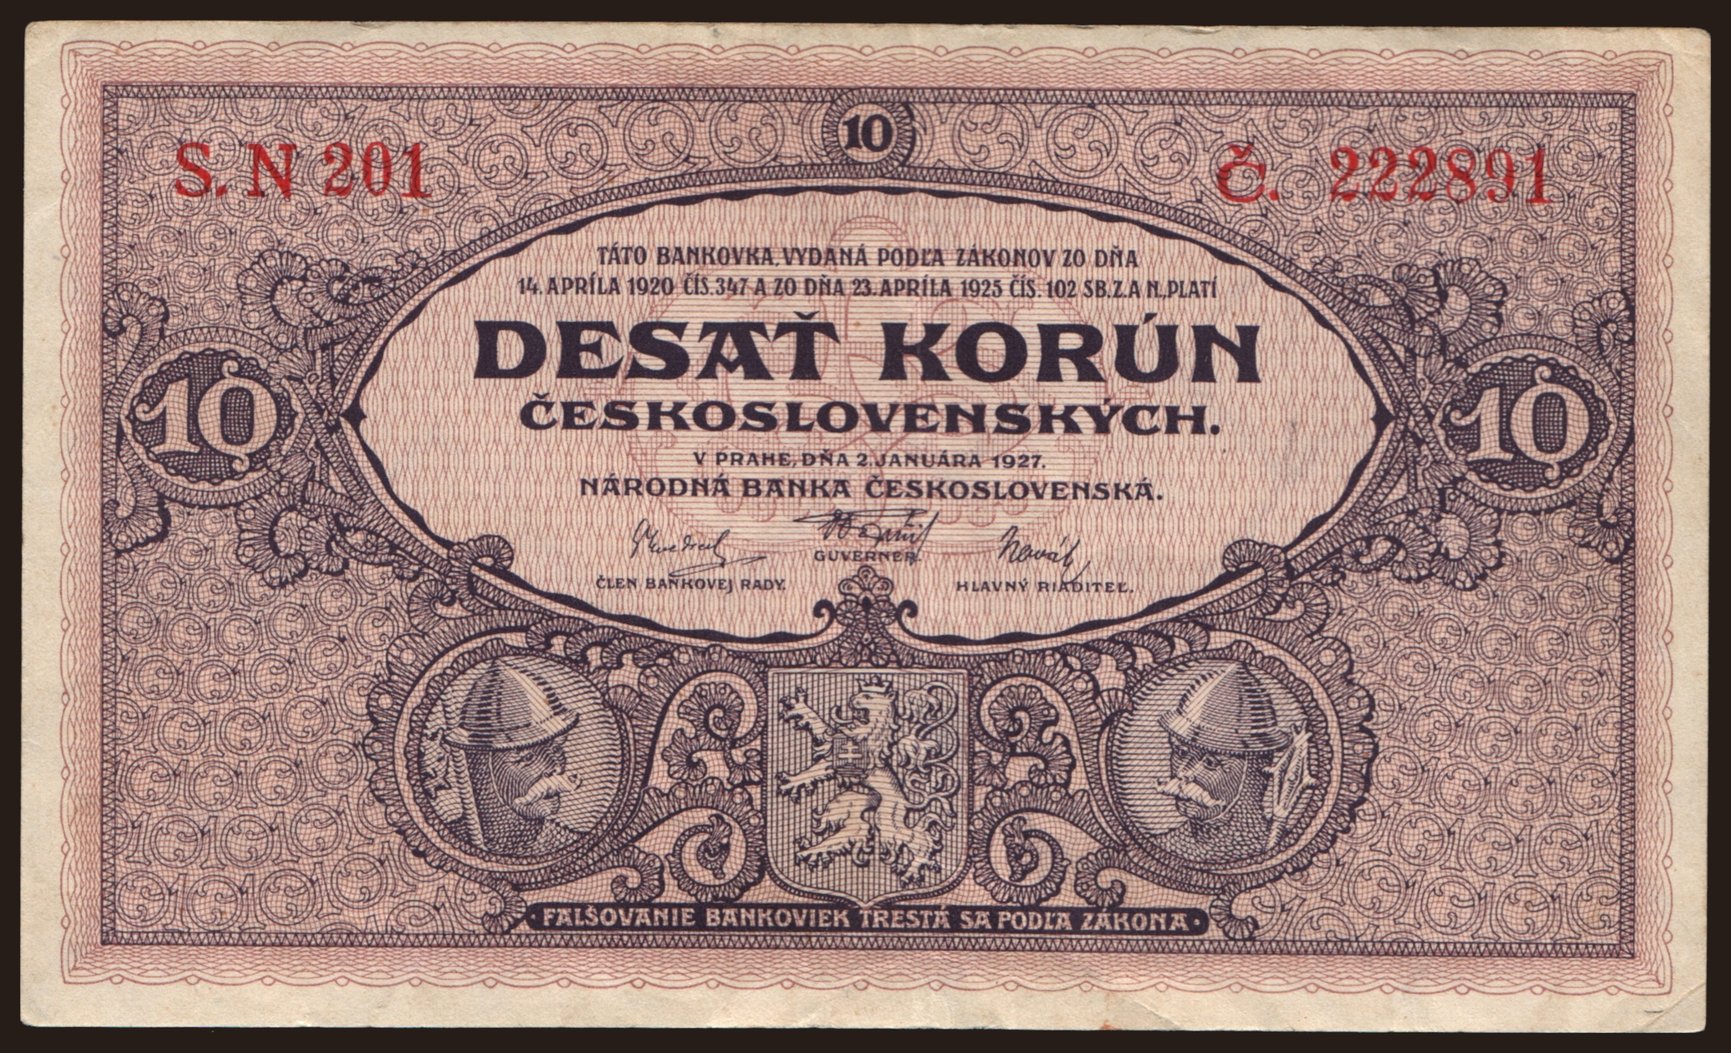 10
S. N 201
Č. 222891
TÁTO BANKOVKA, VYDANÁ PODĽA ZÁKONOV ZO DŇA
14. APRÍLA 1920 ČÍS. 347 A ZO DŇA 23. APRÍLA 1925 ČÍS. 102 SB. Z. A N., PLATÍ
DESAŤ KORÚN
ČESKOSLOVENSKÝCH.
10
10
V PRAHE, DŇA 2. JANUÁRA 1927.
NÁRODNÁ BANKA ČESKOSLOVENSKÁ.
Novák
GUVERNER.
ČLEN BANKOVEJ RADY.
HLAVNÝ RIADITEĽ.
· FALŠOVANIE BANKOVIEK TRESTÁ SA PODĽA ZÁKONA ·